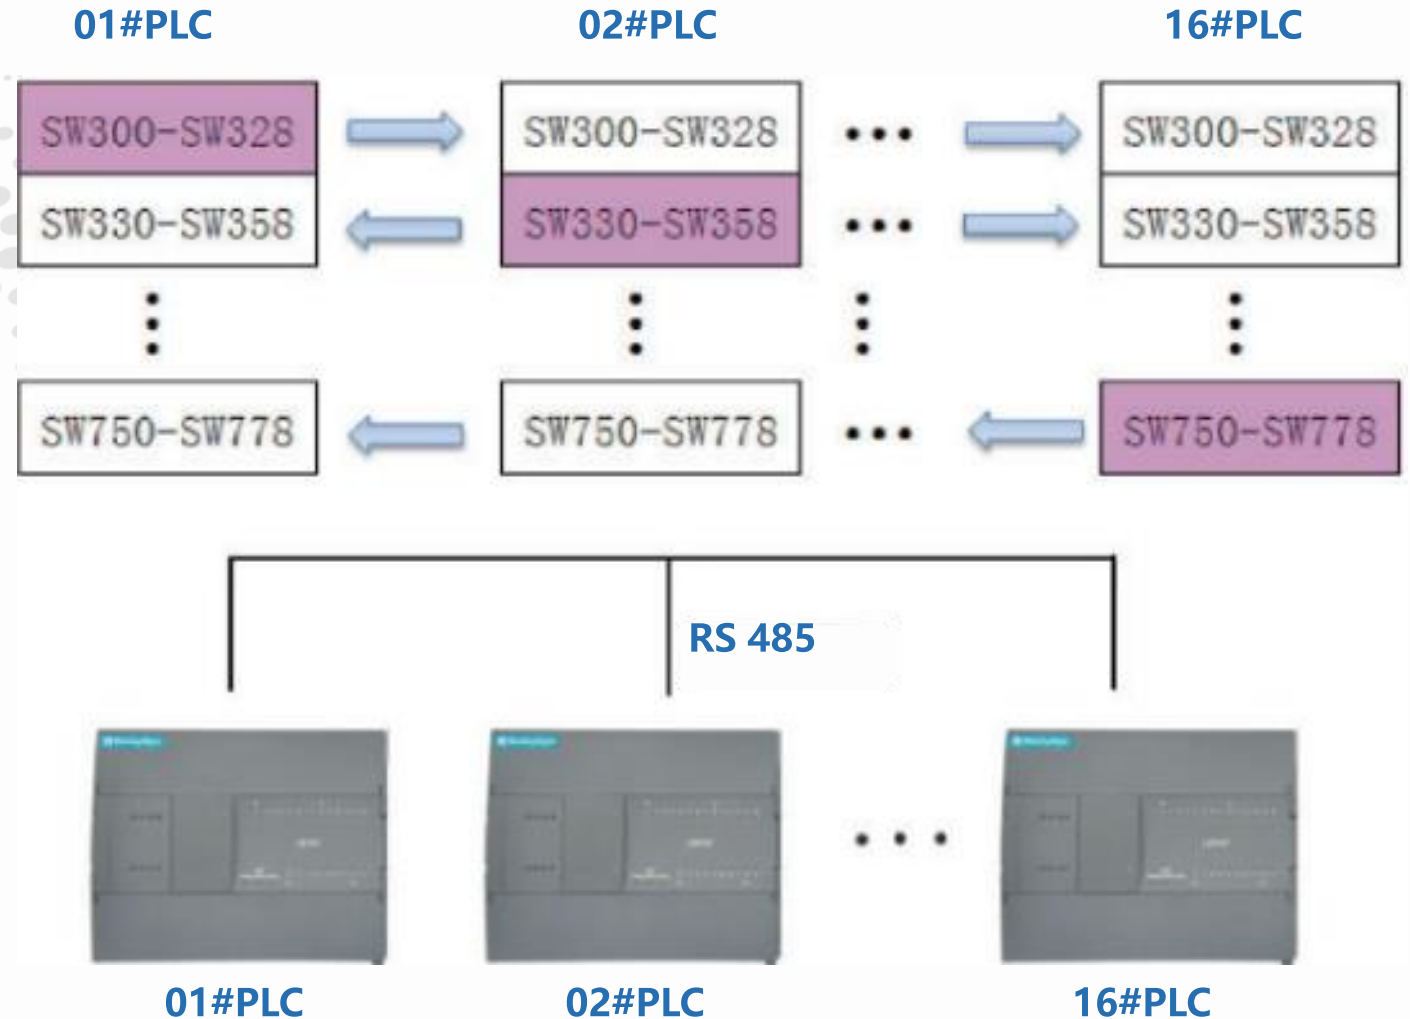 01#PLC 02#PLC 16#PLC
SW300-SW328 SW300-SW328 SW300-SW328
SW330-SW358 SW330-SW358 SW330-SW358
SW750-SW778 SW750-SW778 SW750-SW778
RS 485
01#PLC 02#PLC 16#PLC